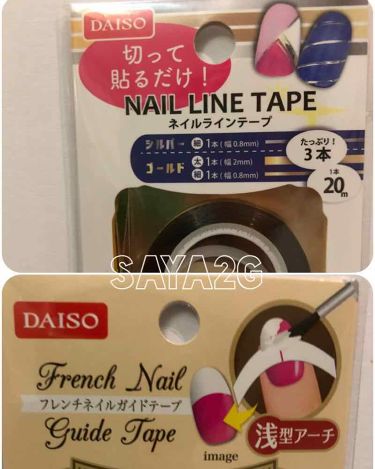 DAISO
切って
貼るだけ！
NAIL LINE TAPE
ネイルラインテープ
シルバー 細 1本（幅0.8mm）
ゴールド 太 1本（幅2mm）
細 1本（幅0.8mm）
たっぷり！
3本
1本
20m
SAYA2G
DAISO
French Nail
フレンチネイルガイドテープ
Guide Tape
image
浅型アーチ